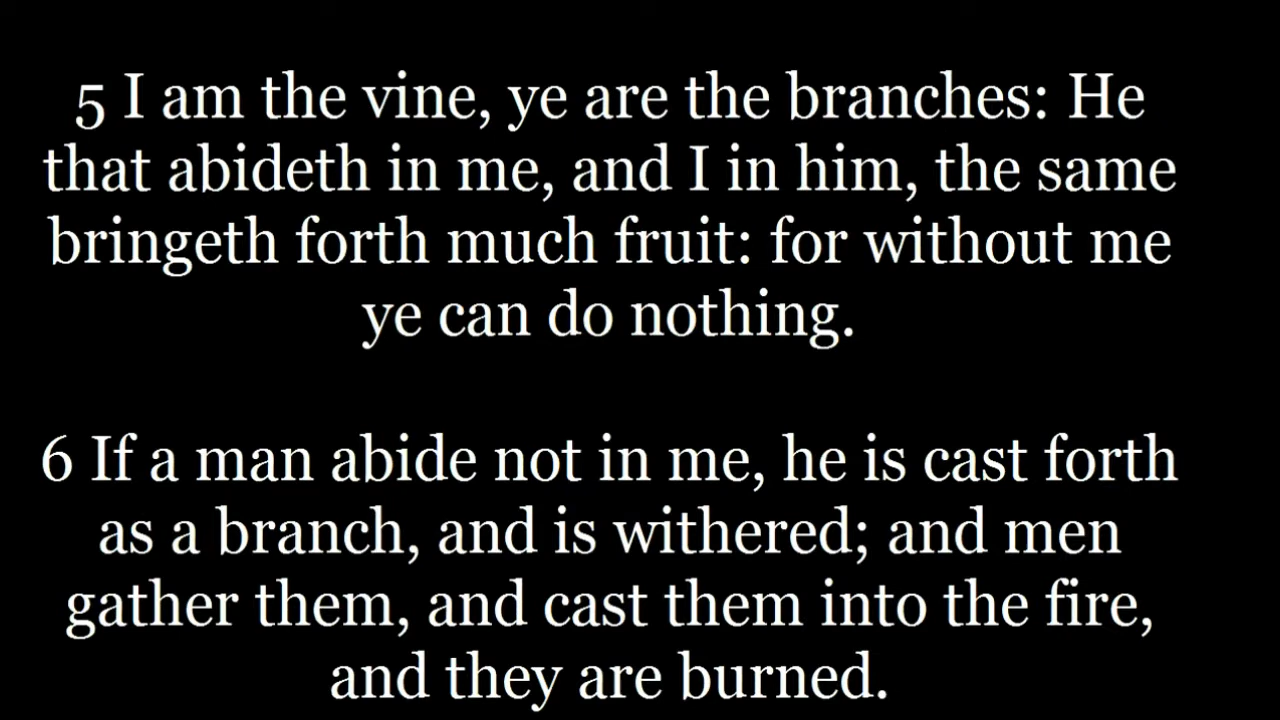 5 I am the vine, ye are the branches: He
that abideth in me, and I in him, the same
bringeth forth much fruit: for without me
ye can do nothing.
6 If a man abide not in me, he is cast forth
as a branch, and is withered; and men
gather them, and cast them into the fire,
and they are burned.